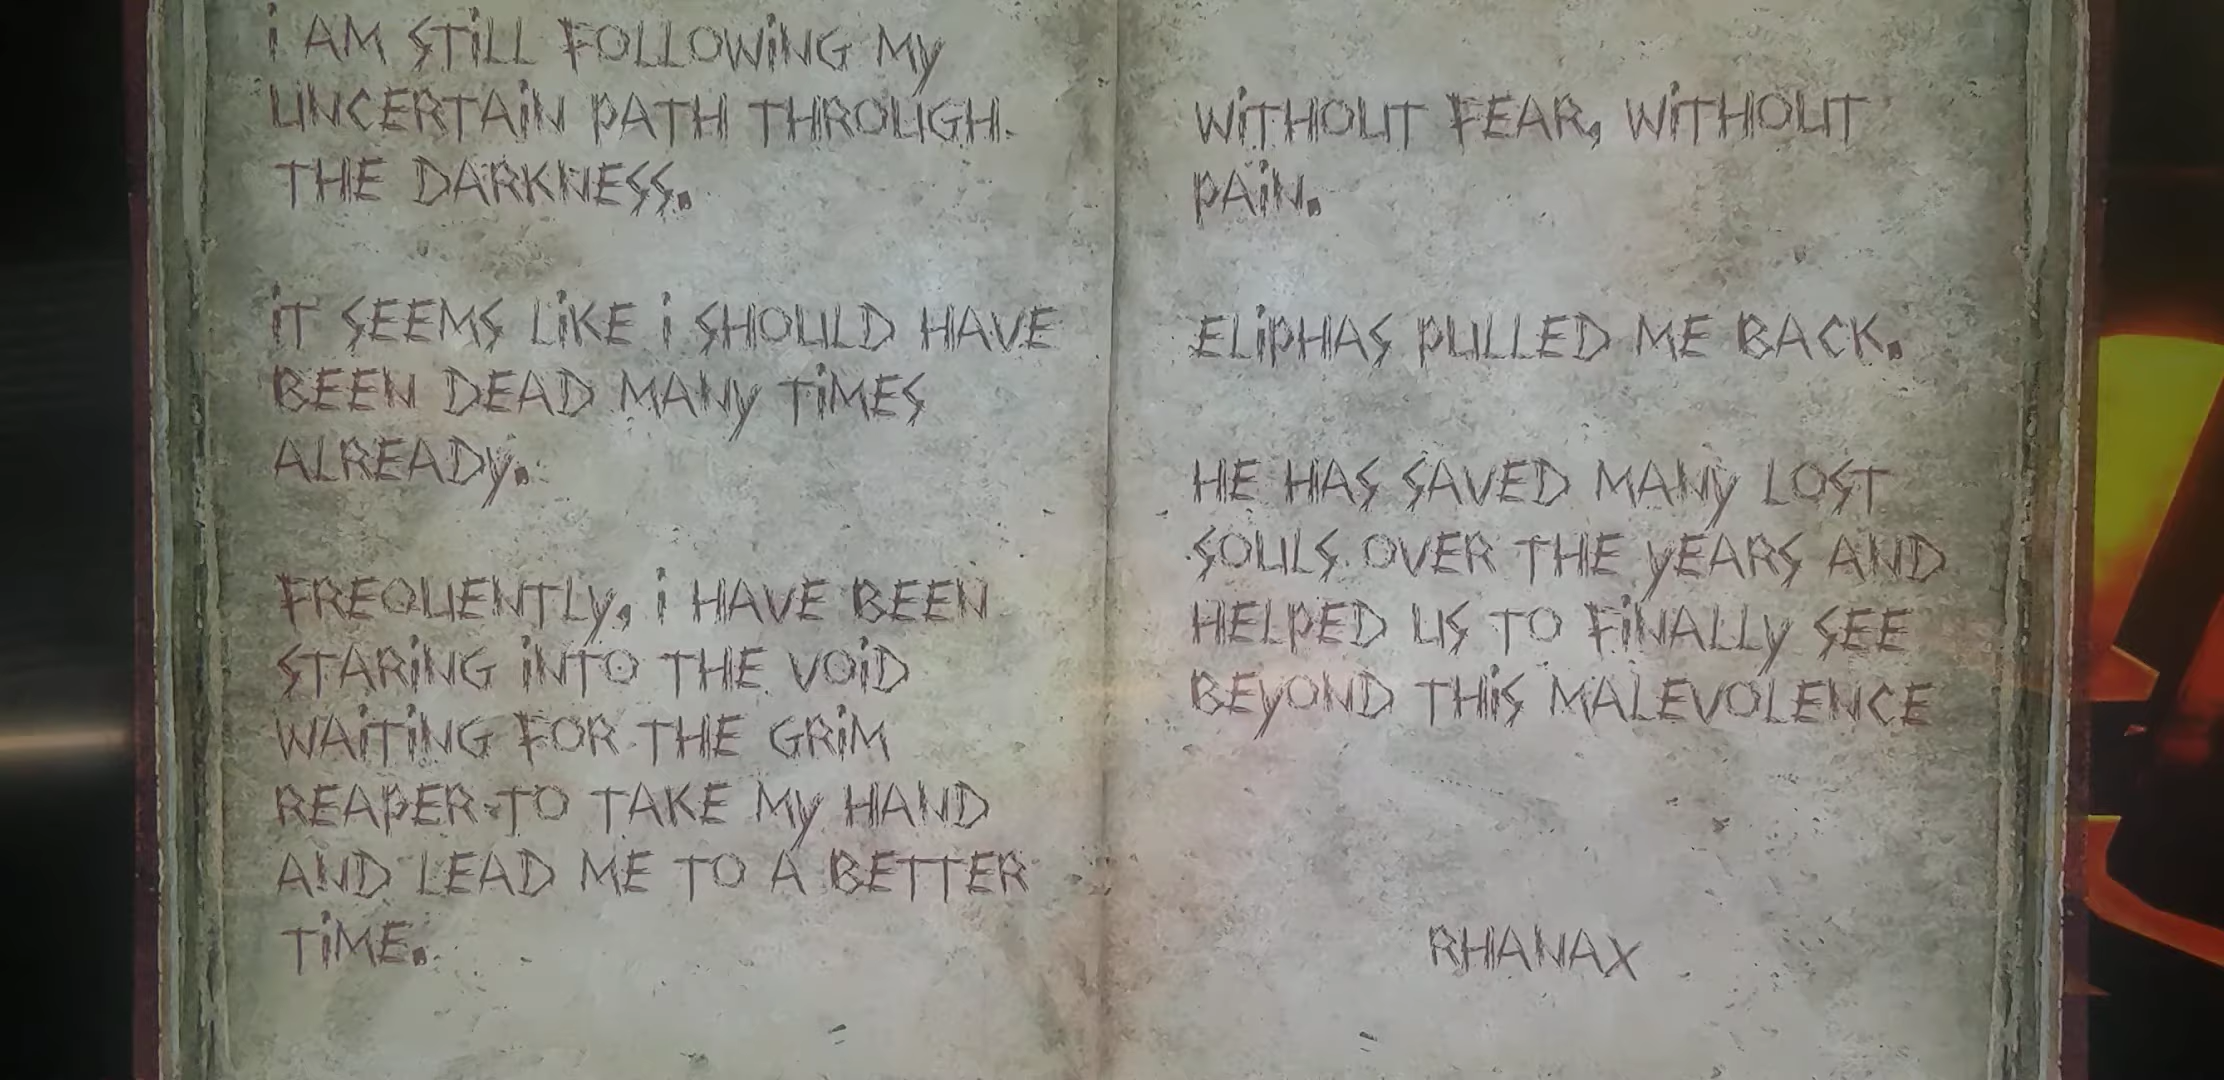 i AM STiLL FOLLOWiNG My
UNCERTAiN PATH THROUGH
THE DARKNESS.
iT SEEMS LiKE i SHOULD HAVE
BEEN DEAD MANy TiMES
ALREADy.
FREQUENTLy, i HAVE BEEN
STARiNG iNTO THE VOiD
WAiTiNG FOR THE GRiM
REAPER TO TAKE My HAND
AND LEAD ME TO A BETTER
TiME.
WiTHOUT FEAR, WiTHOUT
PAiN.
ELiPHAS PULLED ME BACK.
HE HAS SAVED MANy LOST
SOULS OVER THE yEARS AND
HELPED US TO FiNALLy SEE
BEyOND THiS MALEVOLENCE
RHANAX